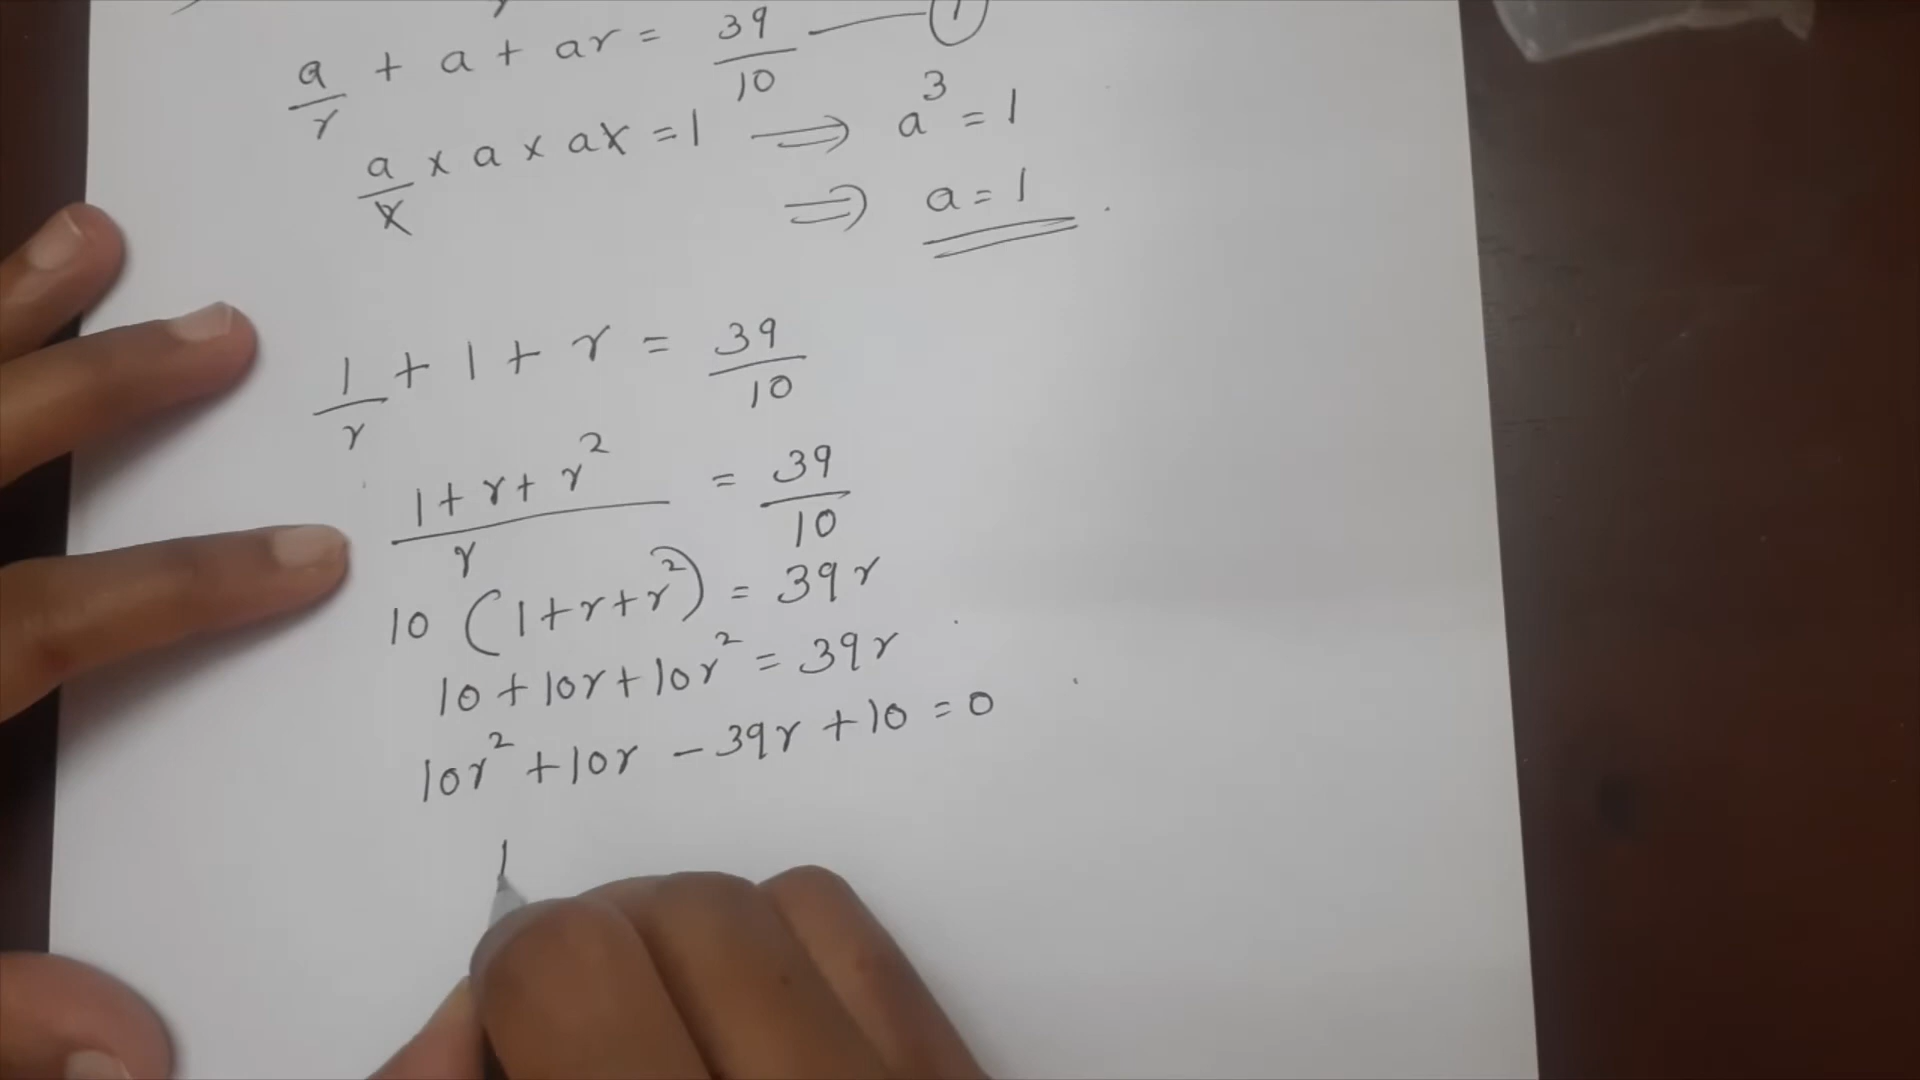 a/r + a + ar = 39/10 —— ①
a/r × a × ar = 1 ⟹ a³ = 1
⟹ a = 1
1/r + 1 + r = 39/10
(1 + r + r²)/r = 39/10
10 (1 + r + r²) = 39r
10 + 10r + 10r² = 39r
10r² + 10r - 39r + 10 = 0
1